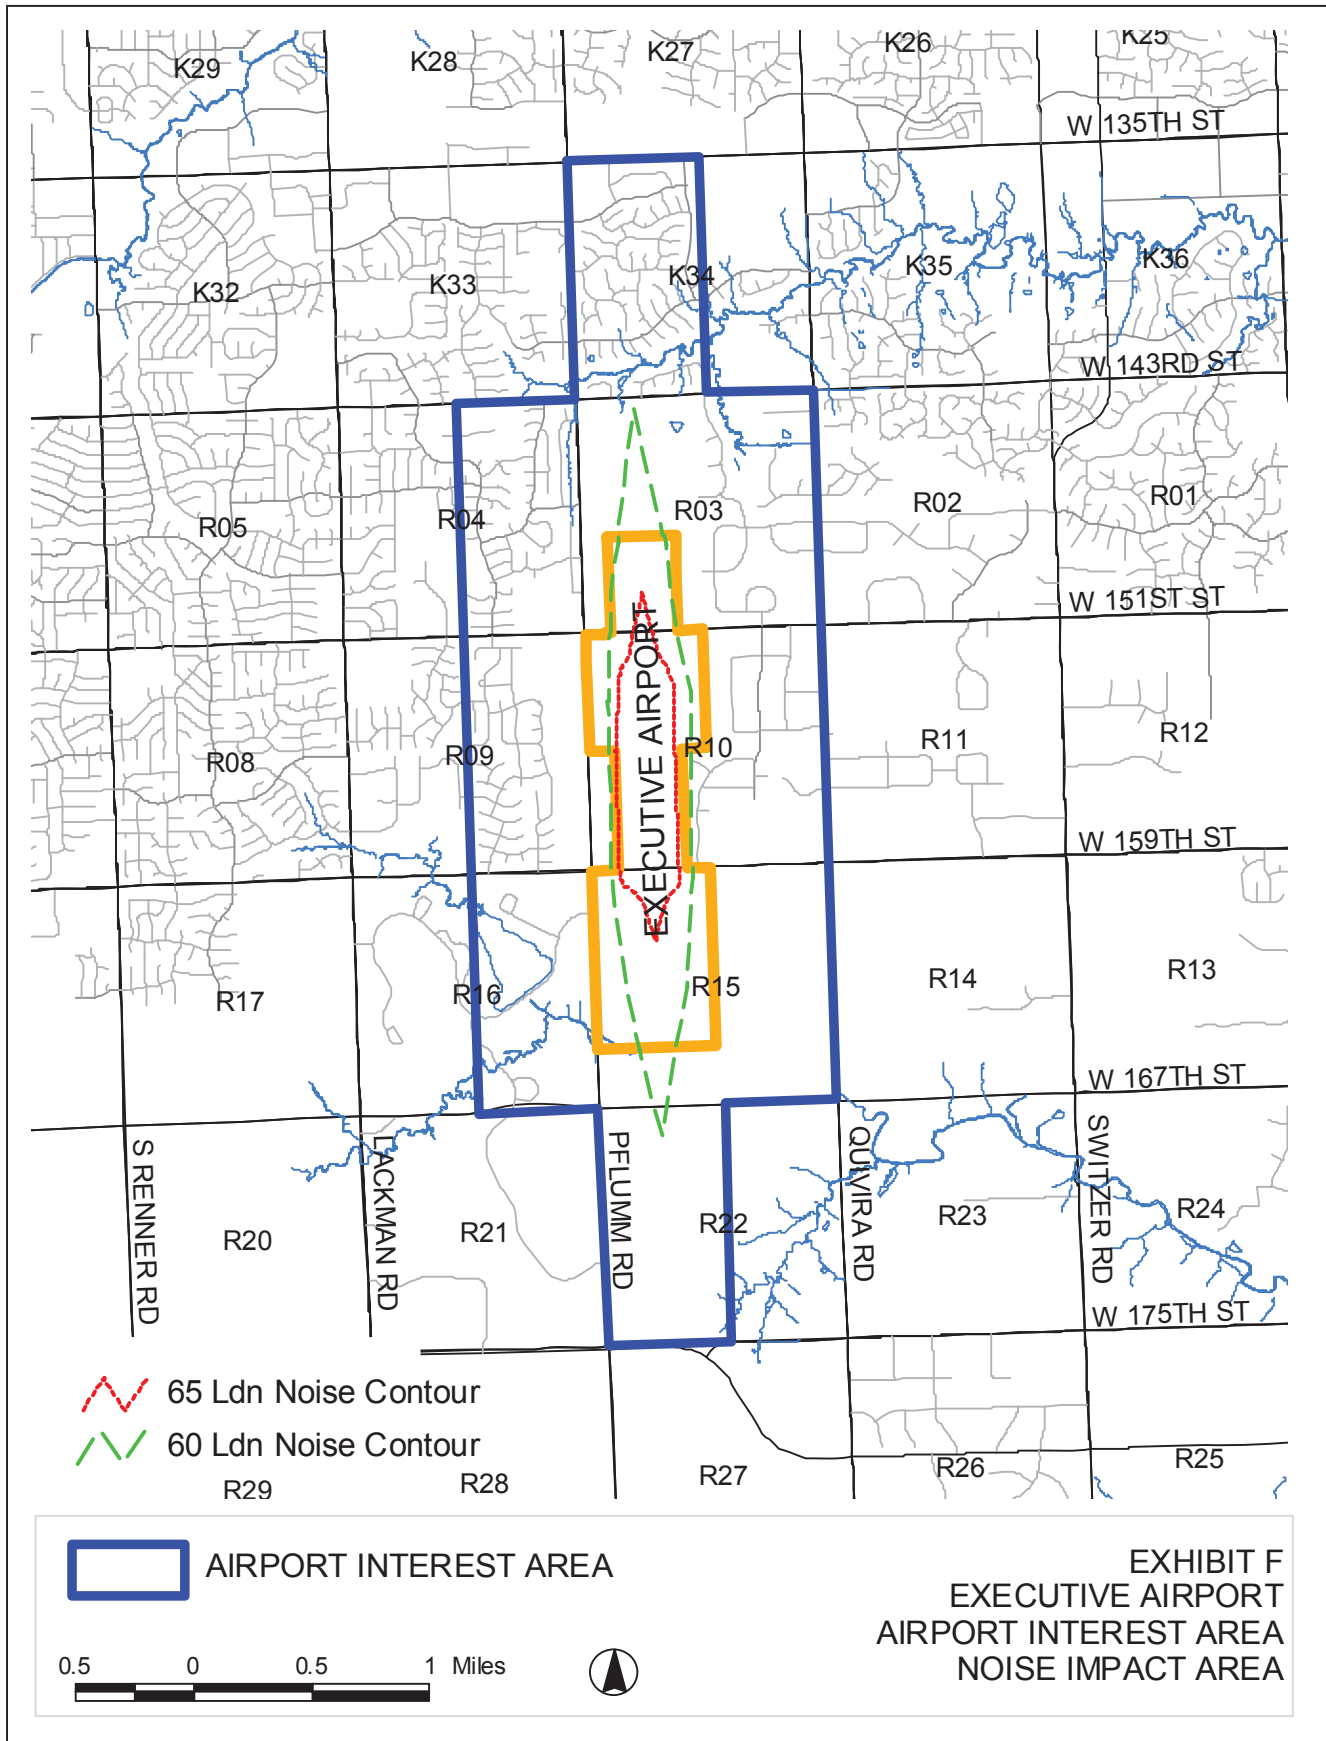 K29
K28
K27
K26
K25
W 135TH ST
K32
K33
K34
K35
K36
W 143RD ST
R05
R04
R03
R02
R01
W 151ST ST
EXECUTIVE AIRPORT
R08
R09
R10
R11
R12
W 159TH ST
R17
R16
R15
R14
R13
W 167TH ST
S RENNER RD
LACKMAN RD
PFLUMM RD
QUIVIRA RD
SWITZER RD
R20
R21
R22
R23
R24
W 175TH ST
65 Ldn Noise Contour
60 Ldn Noise Contour
R29
R28
R27
R26
R25
AIRPORT INTEREST AREA
EXHIBIT F
EXECUTIVE AIRPORT
AIRPORT INTEREST AREA
NOISE IMPACT AREA
0.5 0 0.5 1 Miles